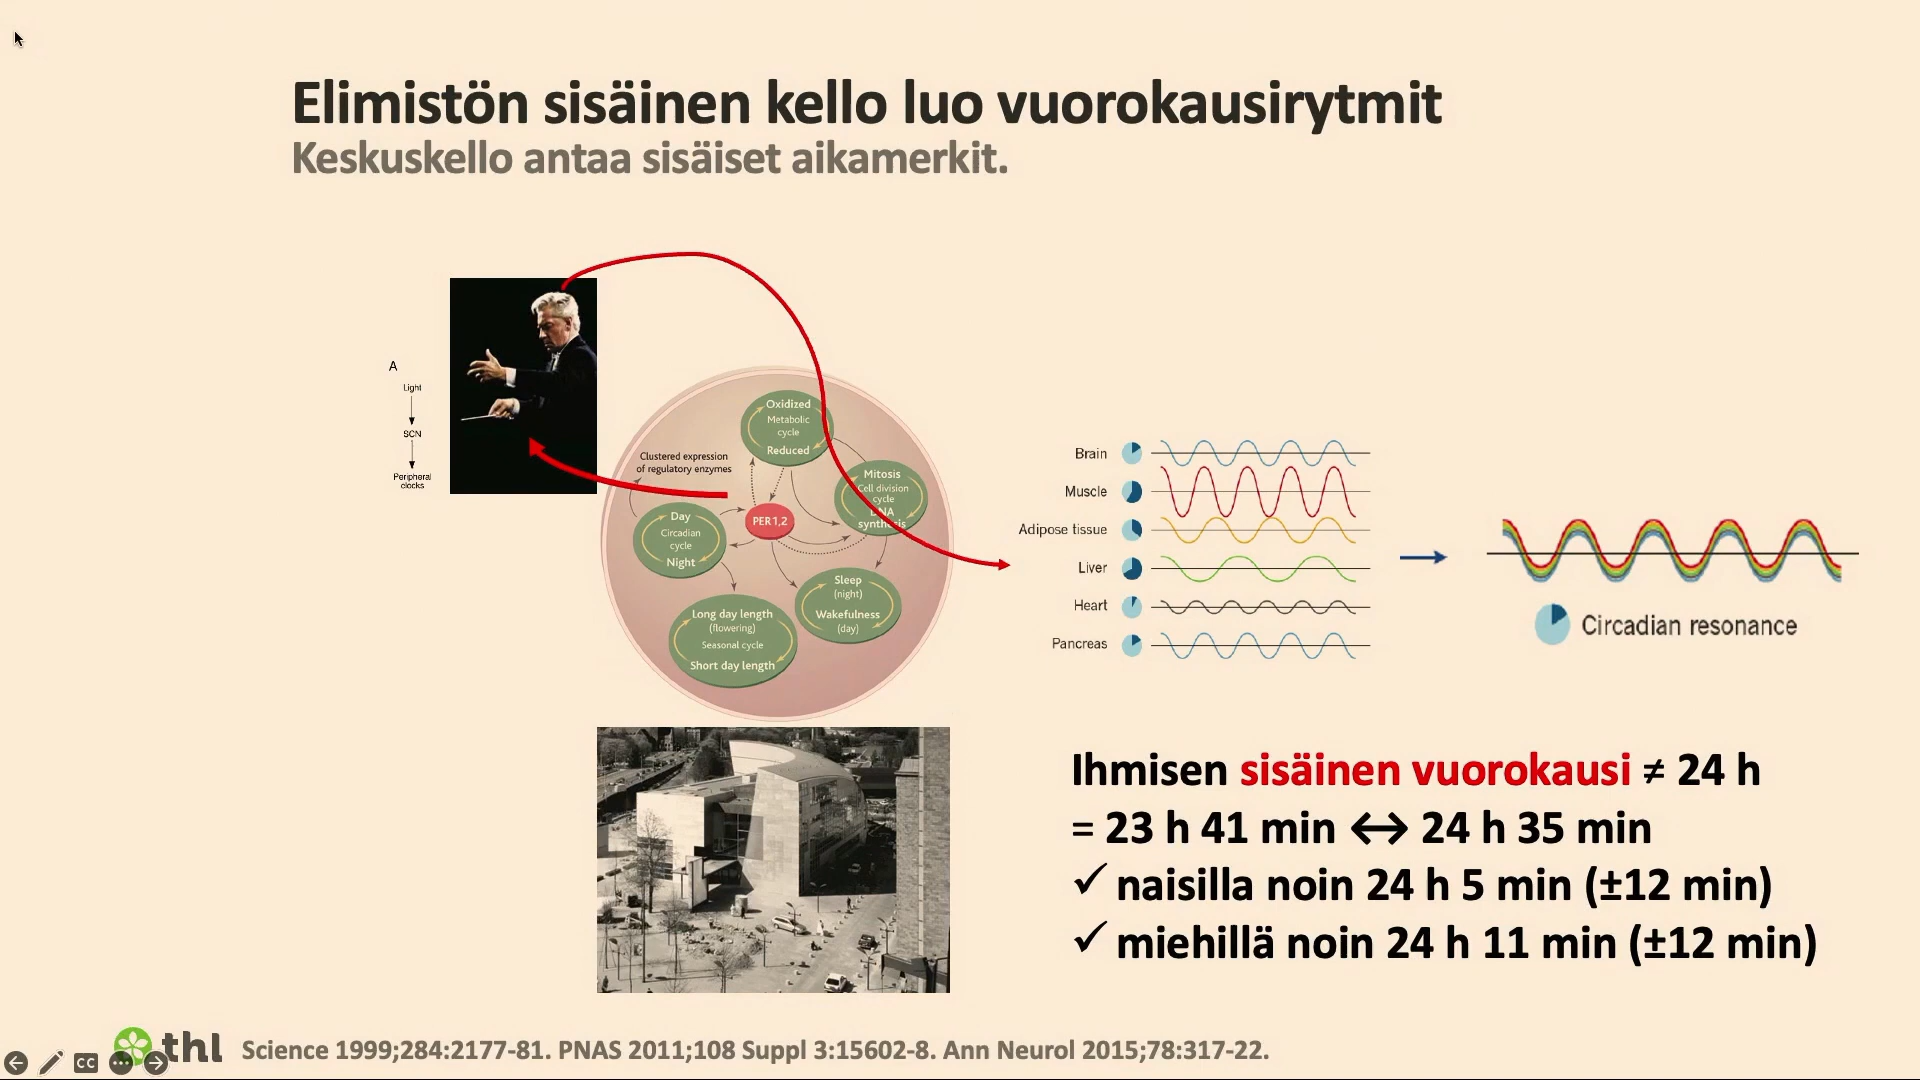 Elimistön sisäinen kello luo vuorokausirytmit
Keskuskello antaa sisäiset aikamerkit.
A
Light
SCN
Peripheral
clocks
Clustered expression
of regulatory enzymes
Oxidized
Metabolic
cycle
Reduced
Mitosis
Cell division
cycle
DNA
synthesis
PER1,2
Day
Circadian
cycle
Night
Sleep
(night)
Wakefulness
(day)
Long day length
(flowering)
Seasonal cycle
Short day length
Brain
Muscle
Adipose tissue
Liver
Heart
Pancreas
Circadian resonance
Ihmisen sisäinen vuorokausi ≠ 24 h
= 23 h 41 min ↔ 24 h 35 min
✓ naisilla noin 24 h 5 min (±12 min)
✓ miehillä noin 24 h 11 min (±12 min)
thl
Science 1999;284:2177-81. PNAS 2011;108 Suppl 3:15602-8. Ann Neurol 2015;78:317-22.
CC